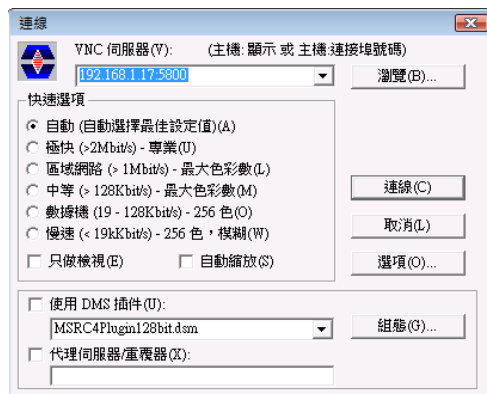 連線
VNC 伺服器(V): (主機: 顯示 或 主機:連接埠號碼)
192.168.1.17:5800 瀏覽(B)...
快速選項
自動 (自動選擇最佳設定值)(A)
極快 (>2Mbit/s) - 專業(U)
區域網路 (> 1Mbit/s) - 最大色彩數(L)
中等 (> 128Kbit/s) - 最大色彩數(M) 連線(C)
數據機 (19 - 128Kbit/s) - 256 色(O)
慢速 (< 19kKbit/s) - 256 色，模糊(W) 取消(L)
只做檢視(E) 自動縮放(S) 選項(O)...
使用 DMS 插件(U):
MSRC4Plugin128bit.dsm 組態(G)...
代理伺服器/重覆器(X):